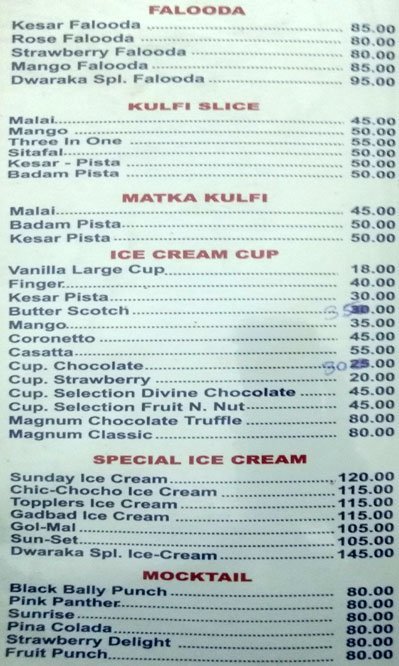 FALOODA
Kesar Falooda 85.00
Rose Falooda 80.00
Strawberry Falooda 80.00
Mango Falooda 85.00
Dwaraka Spl. Falooda 95.00
KULFI SLICE
Malai 45.00
Mango 50.00
Three In One 55.00
Sitafal 50.00
Kesar - Pista 50.00
Badam Pista 50.00
MATKA KULFI
Malai 45.00
Badam Pista 50.00
Kesar Pista 50.00
ICE CREAM CUP
Vanilla Large Cup 18.00
Finger 40.00
Kesar Pista 30.00
Butter Scotch 35 30.00
Mango 35.00
Coronetto 45.00
Casatta 55.00
Cup. Chocolate 30 25.00
Cup. Strawberry 20.00
Cup. Selection Divine Chocolate 45.00
Cup. Selection Fruit N. Nut 45.00
Magnum Chocolate Truffle 80.00
Magnum Classic 80.00
SPECIAL ICE CREAM
Sunday Ice Cream 120.00
Chic-Chocho Ice Cream 115.00
Topplers Ice Cream 115.00
Gadbad Ice Cream 115.00
Gol-Mal 105.00
Sun-Set 105.00
Dwaraka Spl. Ice-Cream 145.00
MOCKTAIL
Black Bally Punch 80.00
Pink Panther 80.00
Sunrise 80.00
Pina Colada 80.00
Strawberry Delight 80.00
Fruit Punch 80.00